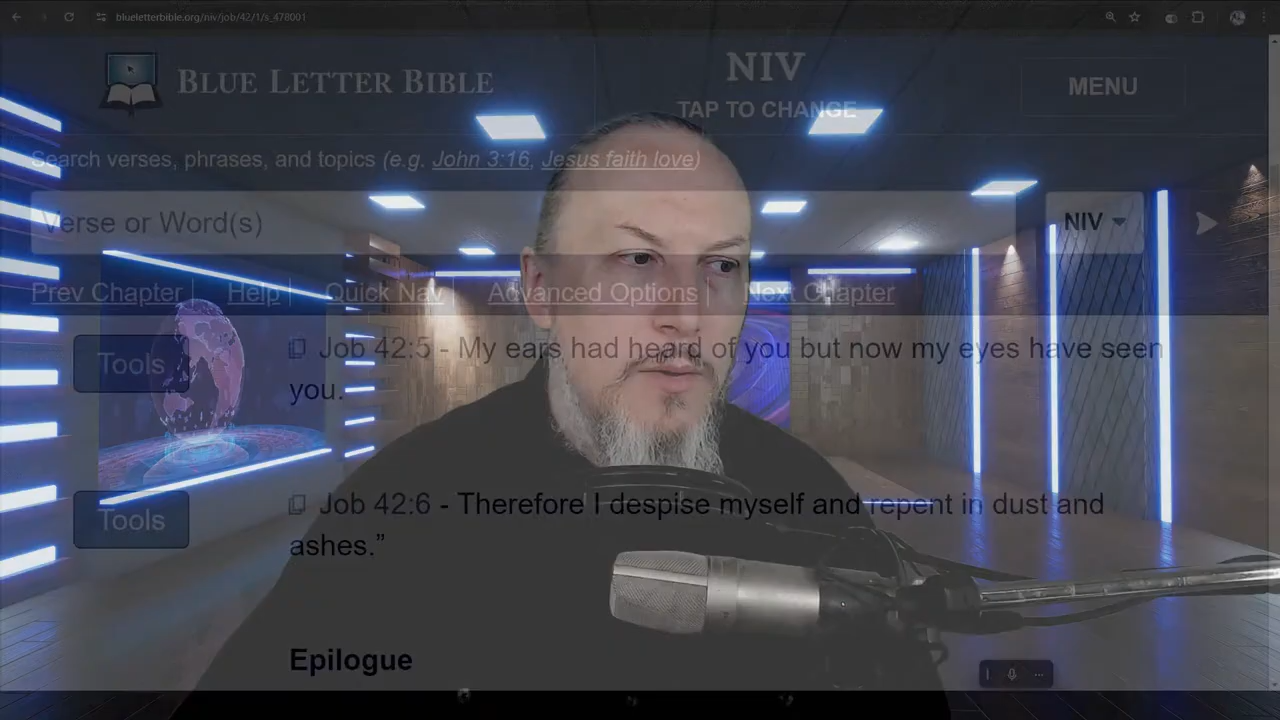 blueletterbible.org/niv/job/42/1/s_478001
BLUE LETTER BIBLE
NIV
TAP TO CHANGE
MENU
Search verses, phrases, and topics (e.g. John 3:16, Jesus faith love)
Verse or Word(s)
NIV
Prev Chapter | Help | Quick Nav | Advanced Options | Next Chapter
Tools
Job 42:5 - My ears had heard of you but now my eyes have seen
you.
Tools
Job 42:6 - Therefore I despise myself and repent in dust and
ashes.”
Epilogue